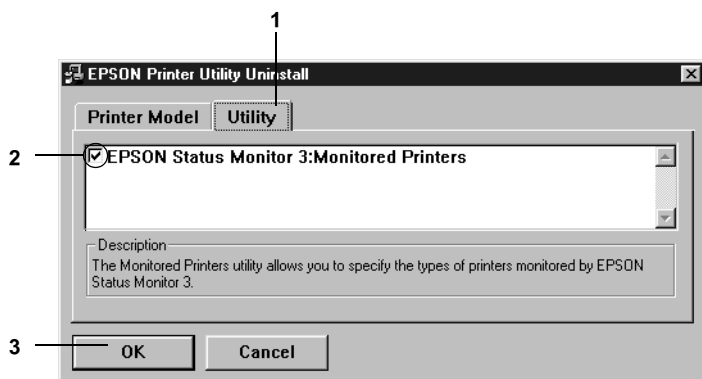 1
EPSON Printer Utility Uninstall
Printer Model Utility
2
EPSON Status Monitor 3:Monitored Printers
Description
The Monitored Printers utility allows you to specify the types of printers monitored by EPSON
Status Monitor 3.
3
OK Cancel